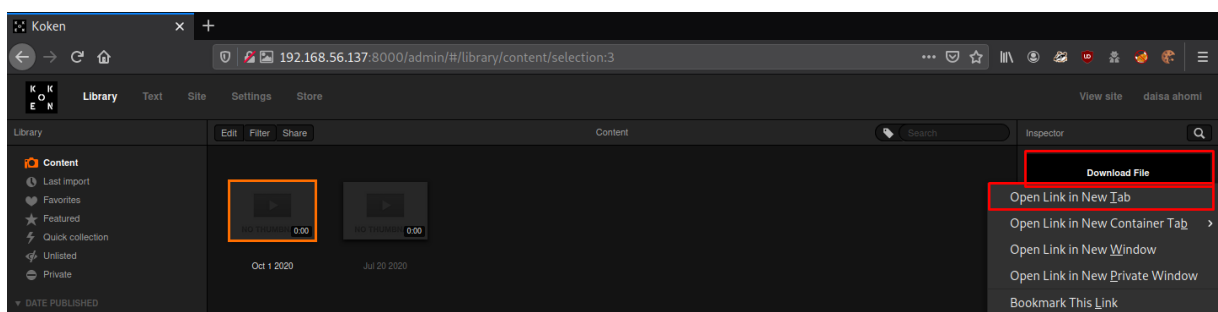 Koken
192.168.56.137:8000/admin/#/library/content/selection:3
K K
O
E N
Library Text Site Settings Store View site daisa ahomi
Library Edit Filter Share Content Search Inspector
Content
Last import
Favorites
Featured
Quick collection
Unlisted
Private
DATE PUBLISHED
NO THUMBN 0:00
NO THUMBN 0:00
Oct 1 2020 Jul 20 2020
Download File
Open Link in New Tab
Open Link in New Container Tab
Open Link in New Window
Open Link in New Private Window
Bookmark This Link